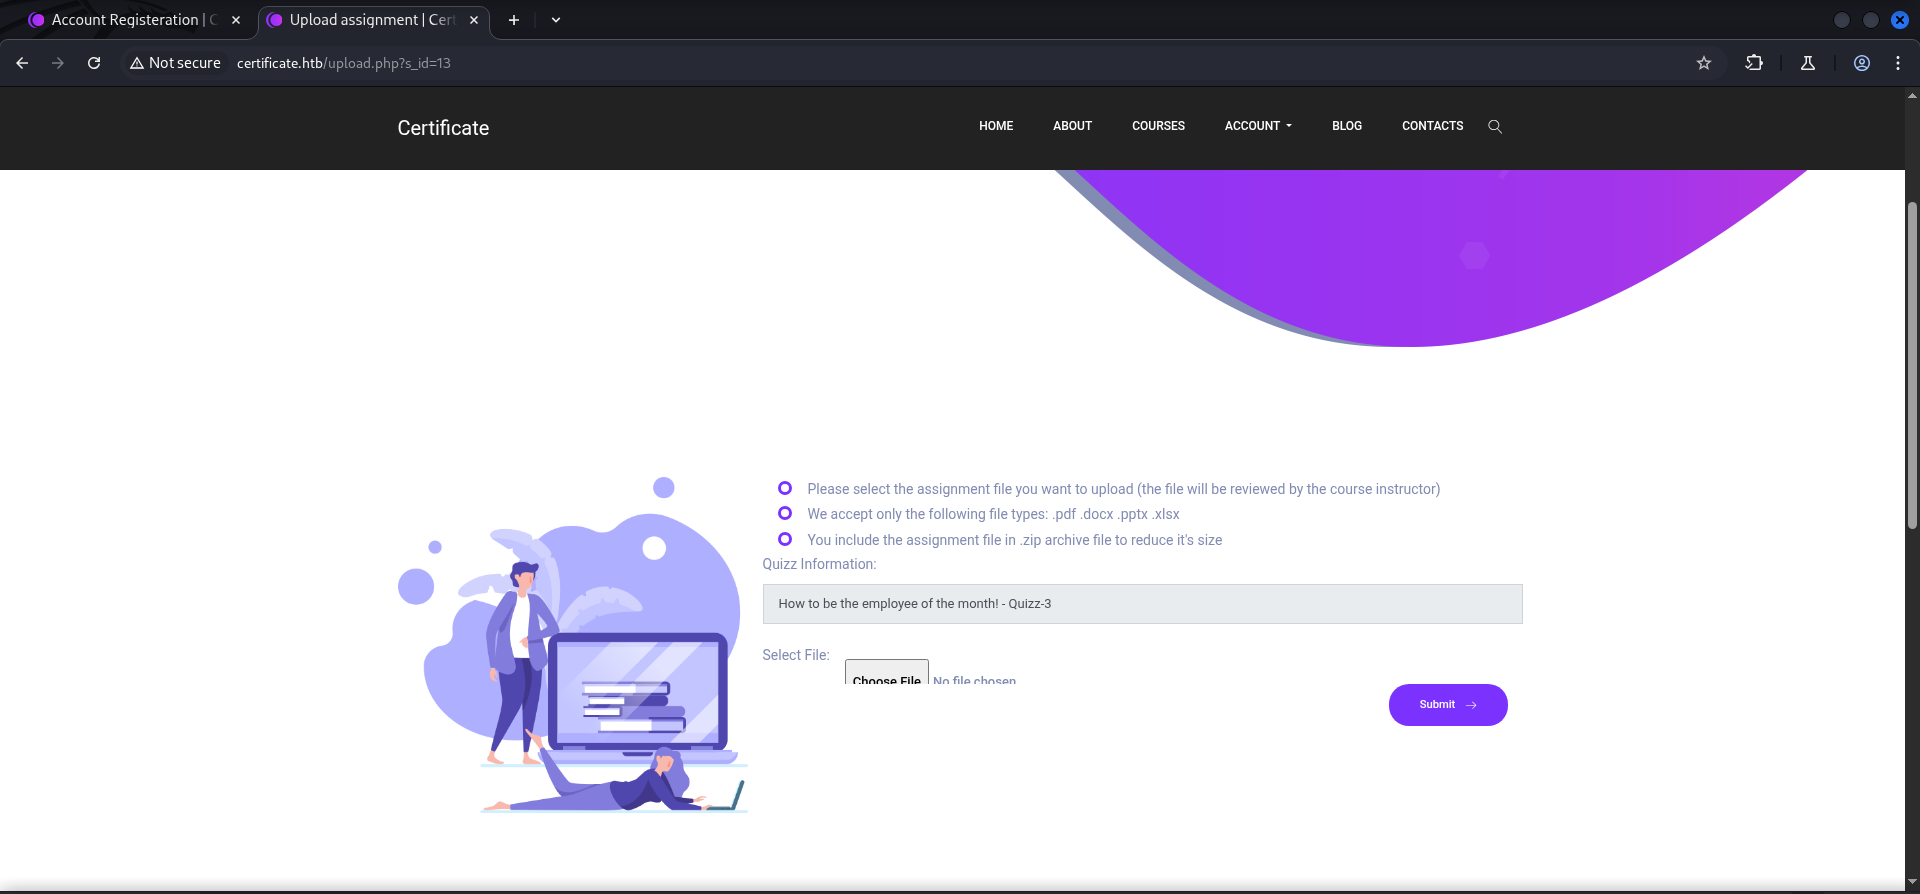 Account Registeration | C
Upload assignment | Cert
Not secure
certificate.htb/upload.php?s_id=13
Certificate
HOME
ABOUT
COURSES
ACCOUNT
BLOG
CONTACTS
Please select the assignment file you want to upload (the file will be reviewed by the course instructor)
We accept only the following file types: .pdf .docx .pptx .xlsx
You include the assignment file in .zip archive file to reduce it's size
Quizz Information:
How to be the employee of the month! - Quizz-3
Select File:
Choose File No file chosen
Submit